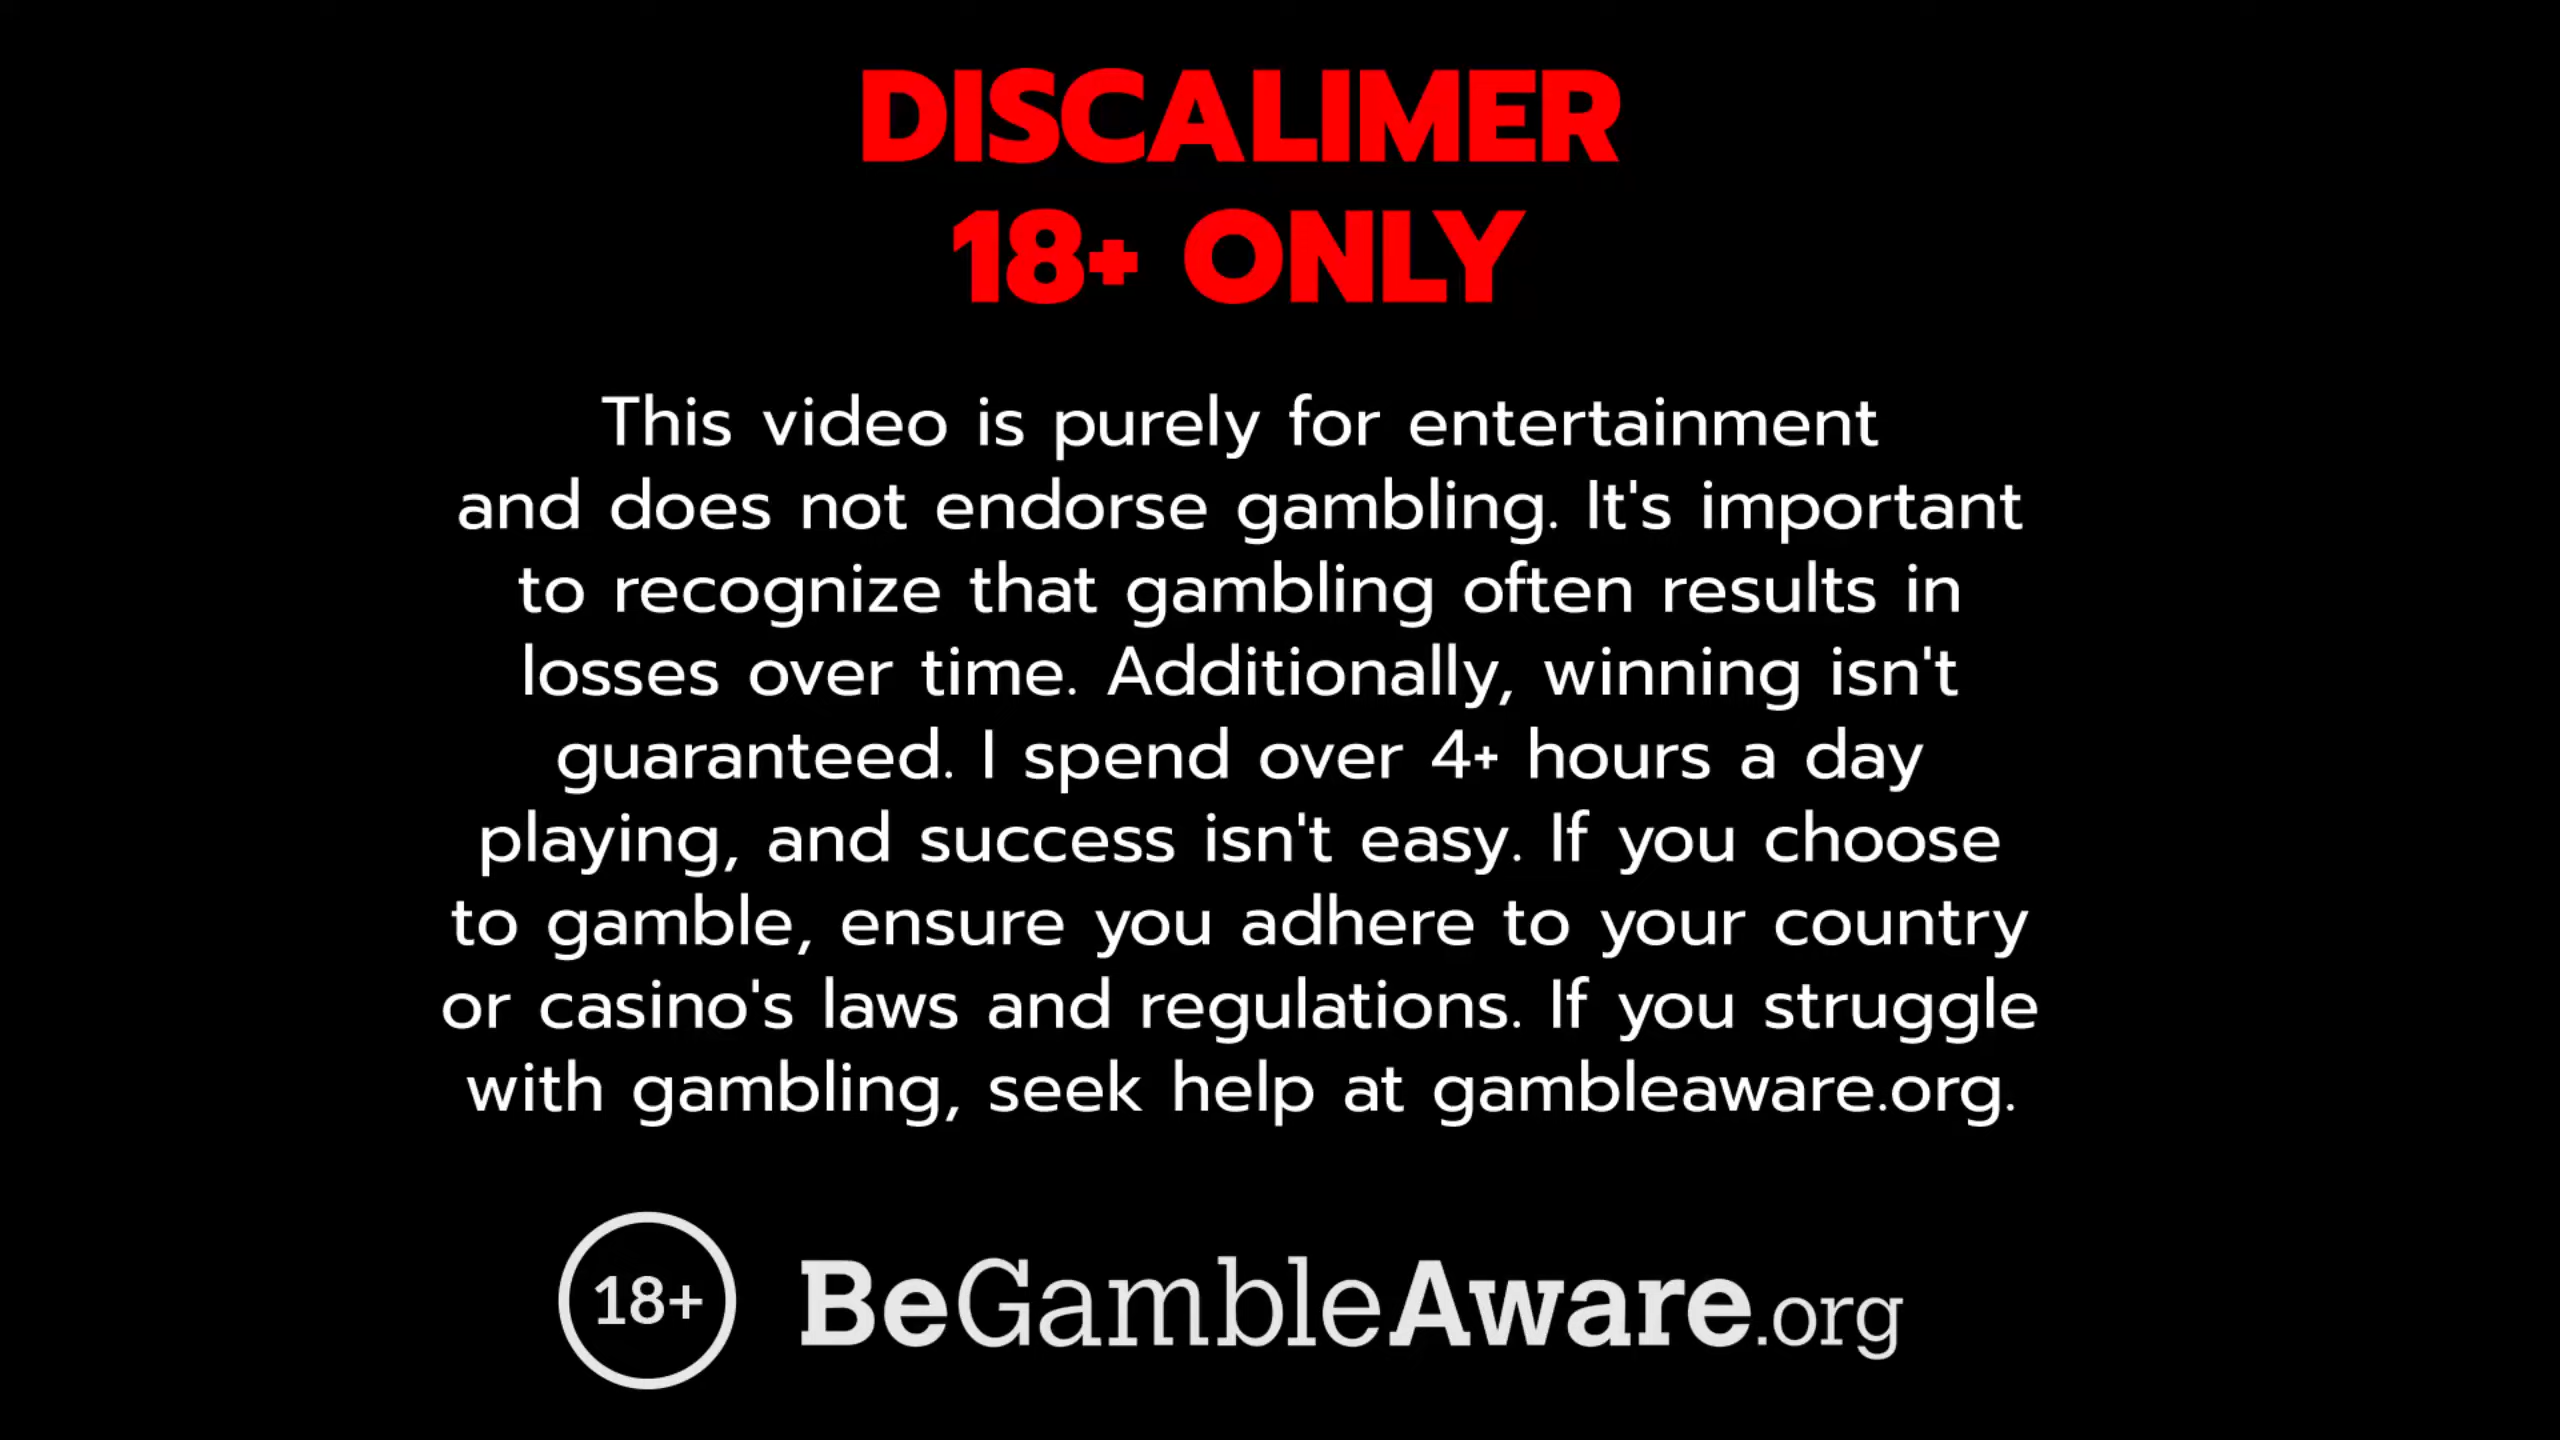 DISCALIMER
18+ ONLY
This video is purely for entertainment
and does not endorse gambling. It's important
to recognize that gambling often results in
losses over time. Additionally, winning isn't
guaranteed. I spend over 4+ hours a day
playing, and success isn't easy. If you choose
to gamble, ensure you adhere to your country
or casino's laws and regulations. If you struggle
with gambling, seek help at gambleaware.org.
18+ BeGambleAware.org